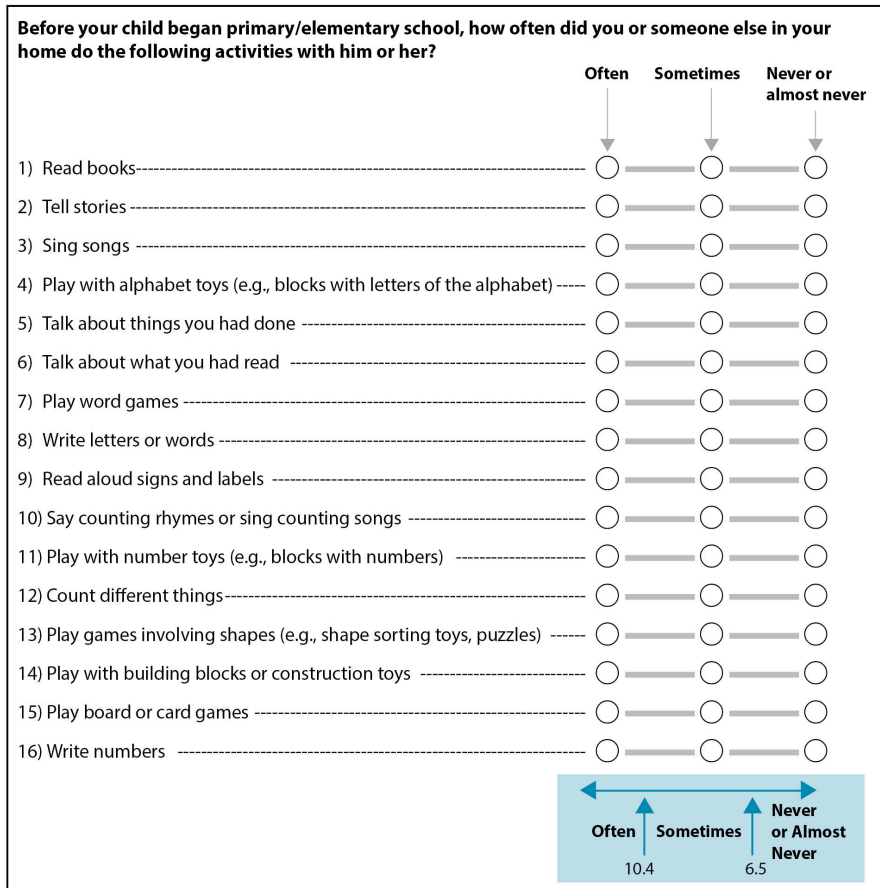 Before your child began primary/elementary school, how often did you or someone else in your
home do the following activities with him or her?
Often Sometimes Never or
almost never
1) Read books
2) Tell stories
3) Sing songs
4) Play with alphabet toys (e.g., blocks with letters of the alphabet)
5) Talk about things you had done
6) Talk about what you had read
7) Play word games
8) Write letters or words
9) Read aloud signs and labels
10) Say counting rhymes or sing counting songs
11) Play with number toys (e.g., blocks with numbers)
12) Count different things
13) Play games involving shapes (e.g., shape sorting toys, puzzles)
14) Play with building blocks or construction toys
15) Play board or card games
16) Write numbers
Often Sometimes Never
or Almost
Never
10.4 6.5